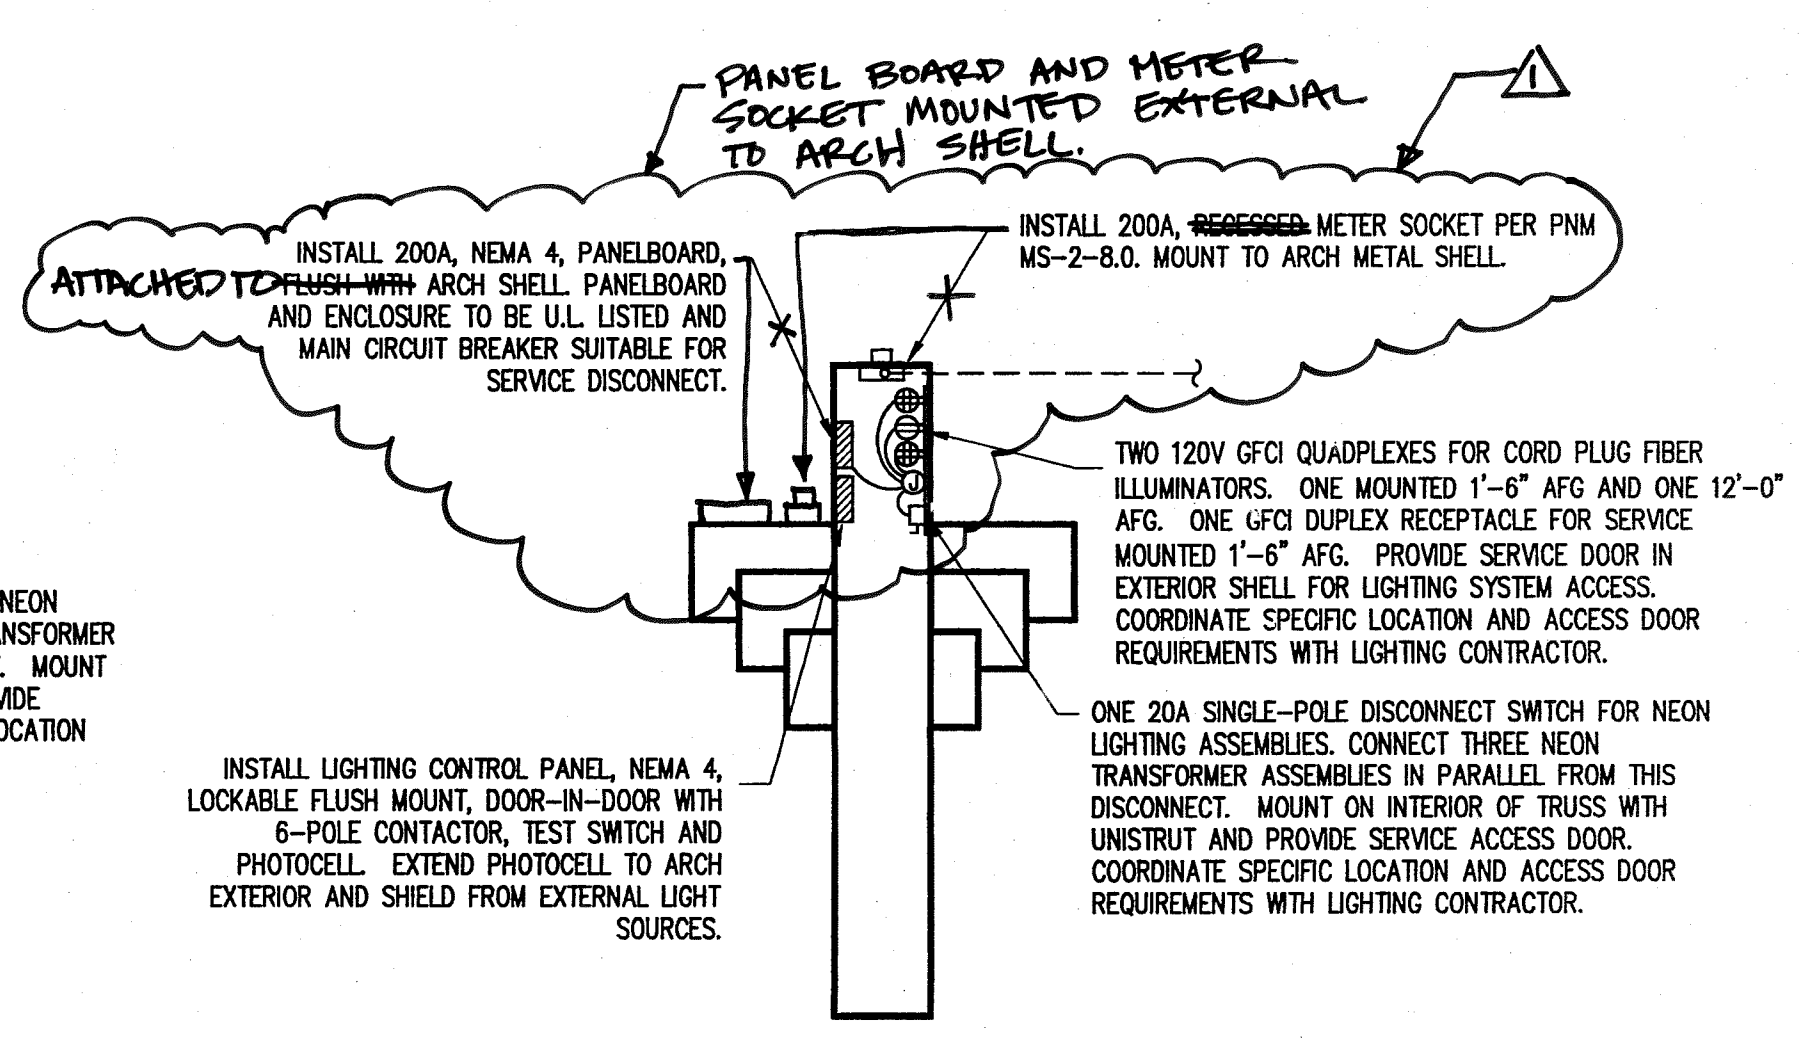 PANEL BOARD AND METER
SOCKET MOUNTED EXTERNAL
TO ARCH SHELL.
1
INSTALL 200A, RECESSED METER SOCKET PER PNM
MS-2-8.0. MOUNT TO ARCH METAL SHELL.
INSTALL 200A, NEMA 4, PANELBOARD,
ATTACHED TO FLUSH WITH ARCH SHELL. PANELBOARD
AND ENCLOSURE TO BE U.L. LISTED AND
MAIN CIRCUIT BREAKER SUITABLE FOR
SERVICE DISCONNECT.
J
TWO 120V GFCI QUADPLEXES FOR CORD PLUG FIBER
ILLUMINATORS. ONE MOUNTED 1'-6" AFG AND ONE 12'-0"
AFG. ONE GFCI DUPLEX RECEPTACLE FOR SERVICE
MOUNTED 1'-6" AFG. PROVIDE SERVICE DOOR IN
EXTERIOR SHELL FOR LIGHTING SYSTEM ACCESS.
COORDINATE SPECIFIC LOCATION AND ACCESS DOOR
REQUIREMENTS WITH LIGHTING CONTRACTOR.
NEON
ANSFORMER
. MOUNT
VIDE
OCATION
ONE 20A SINGLE-POLE DISCONNECT SWITCH FOR NEON
LIGHTING ASSEMBLIES. CONNECT THREE NEON
TRANSFORMER ASSEMBLIES IN PARALLEL FROM THIS
DISCONNECT. MOUNT ON INTERIOR OF TRUSS WITH
UNISTRUT AND PROVIDE SERVICE ACCESS DOOR.
COORDINATE SPECIFIC LOCATION AND ACCESS DOOR
REQUIREMENTS WITH LIGHTING CONTRACTOR.
INSTALL LIGHTING CONTROL PANEL, NEMA 4,
LOCKABLE FLUSH MOUNT, DOOR-IN-DOOR WITH
6-POLE CONTACTOR, TEST SWITCH AND
PHOTOCELL. EXTEND PHOTOCELL TO ARCH
EXTERIOR AND SHIELD FROM EXTERNAL LIGHT
SOURCES.